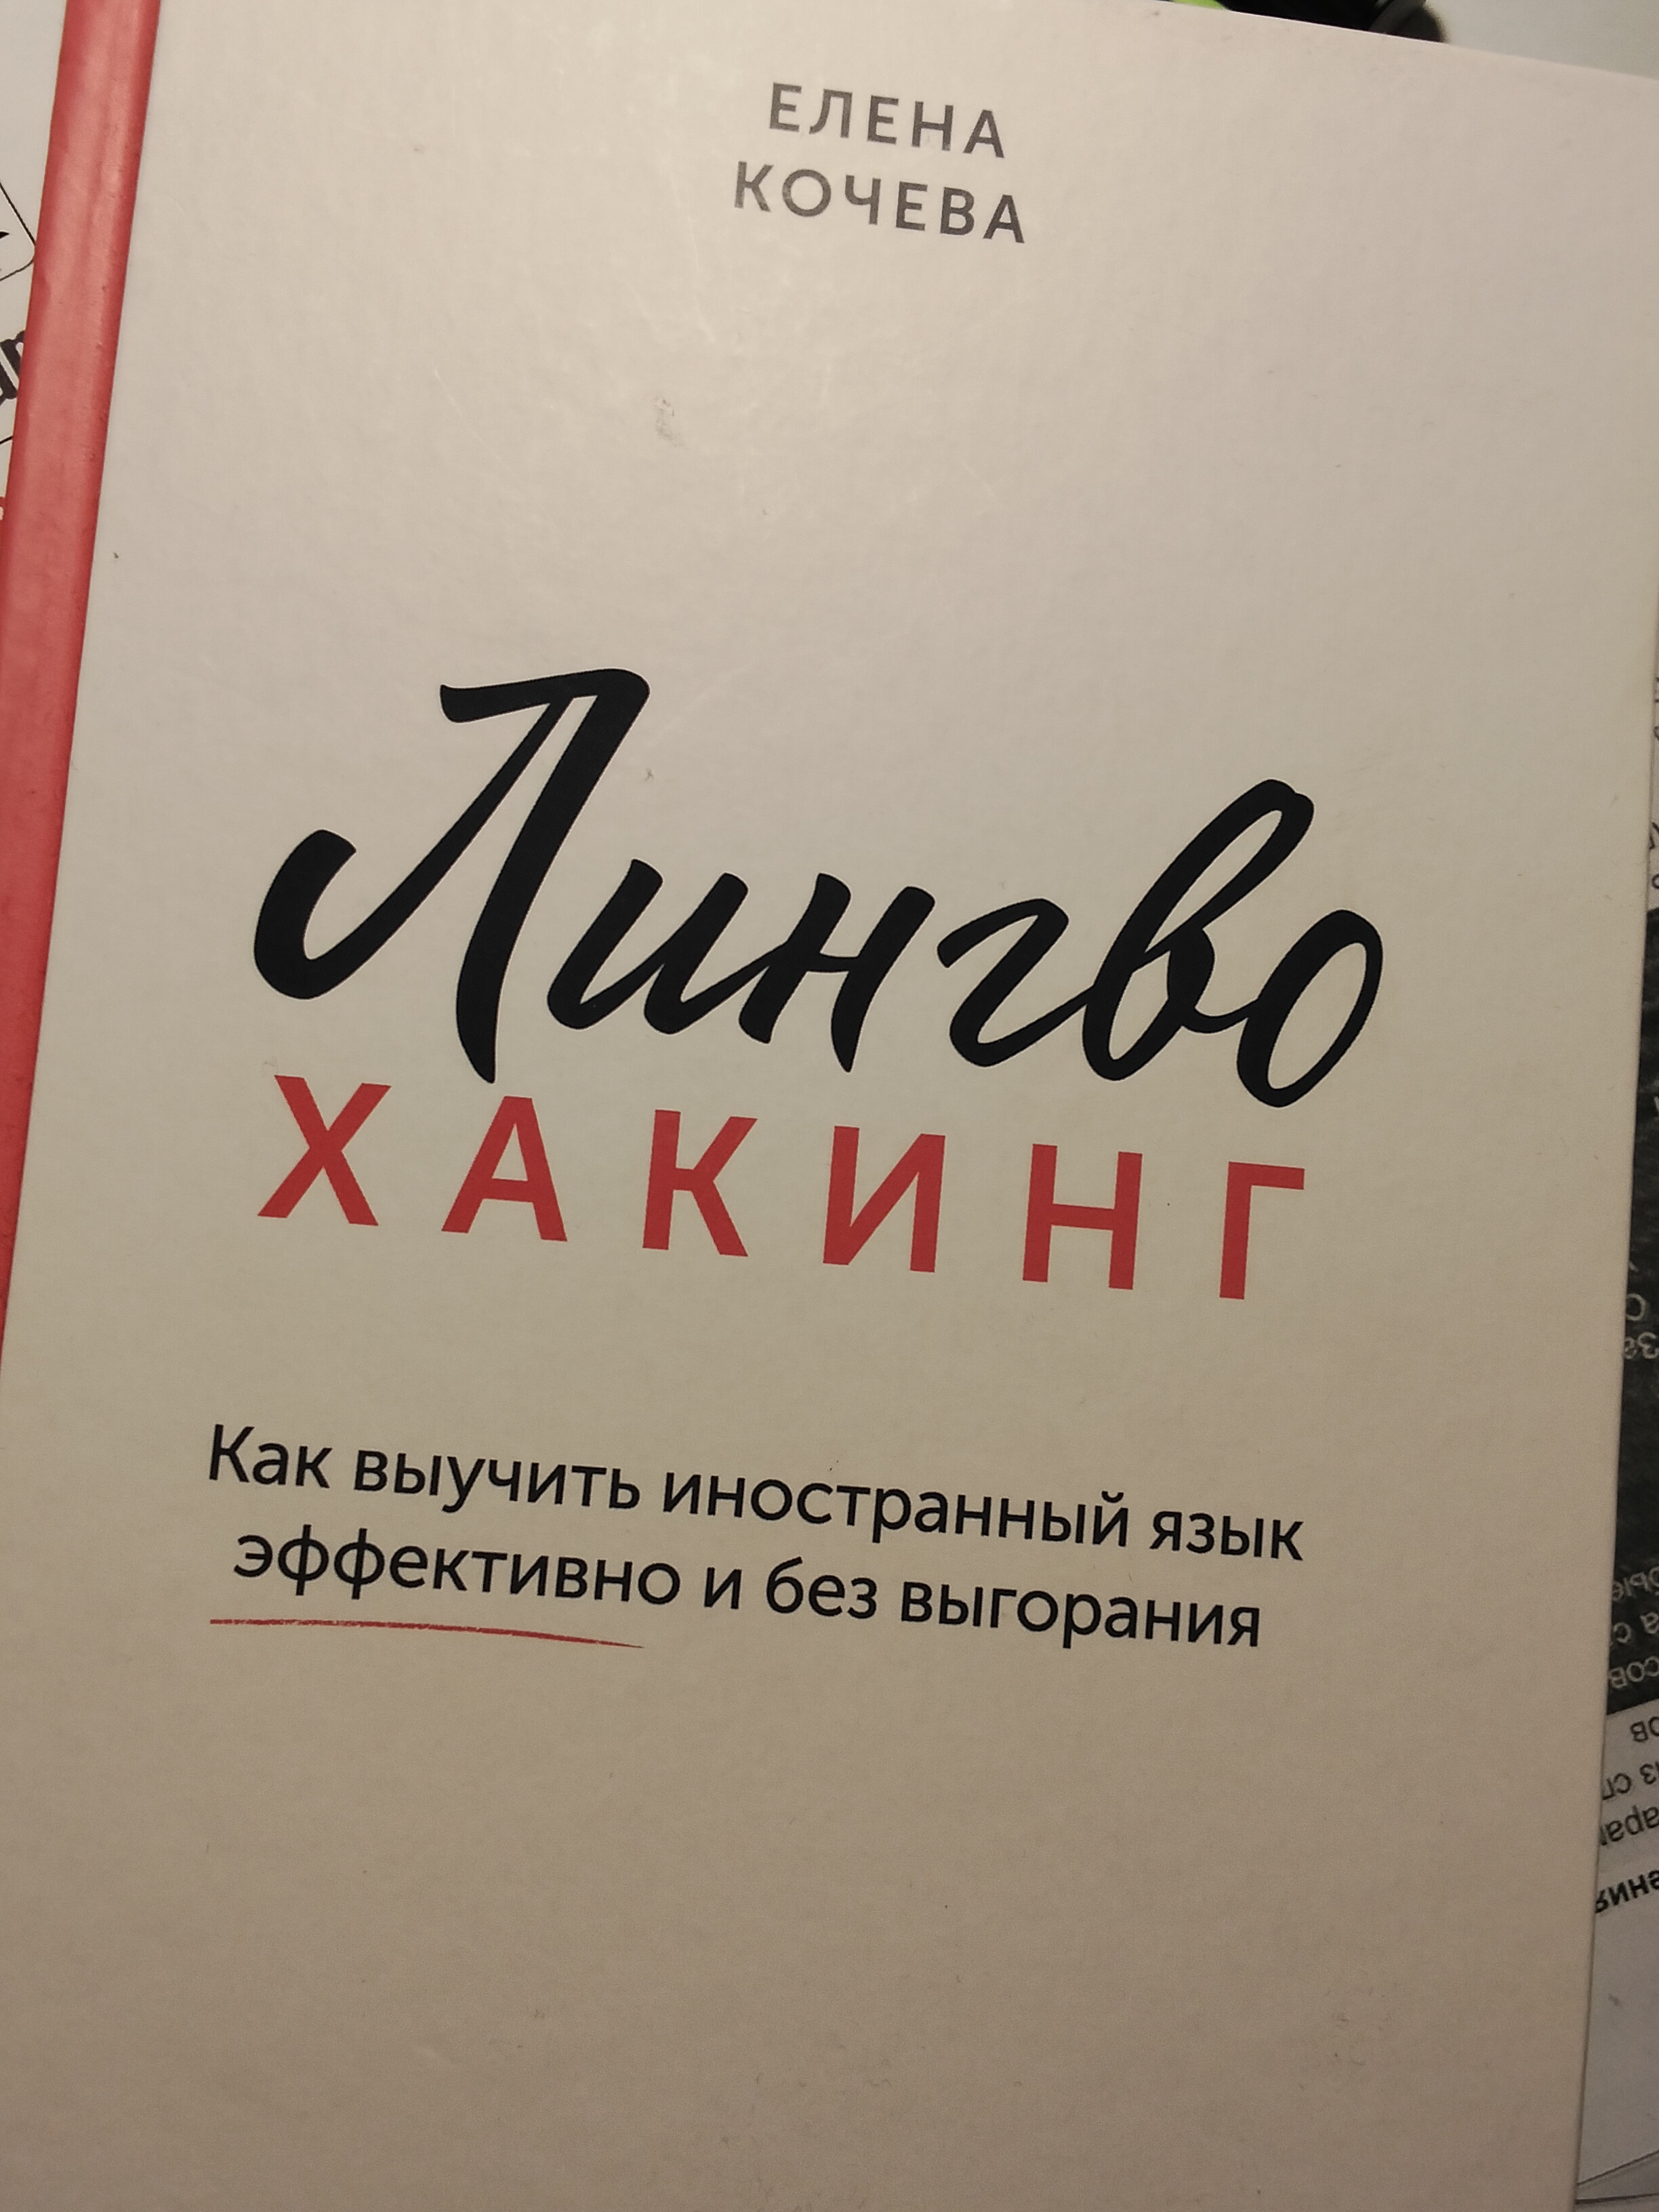 ЕЛЕНА
КОЧЕВА
Лингво
ХАКИНГ
Как выучить иностранный язык
эффективно и без выгорания